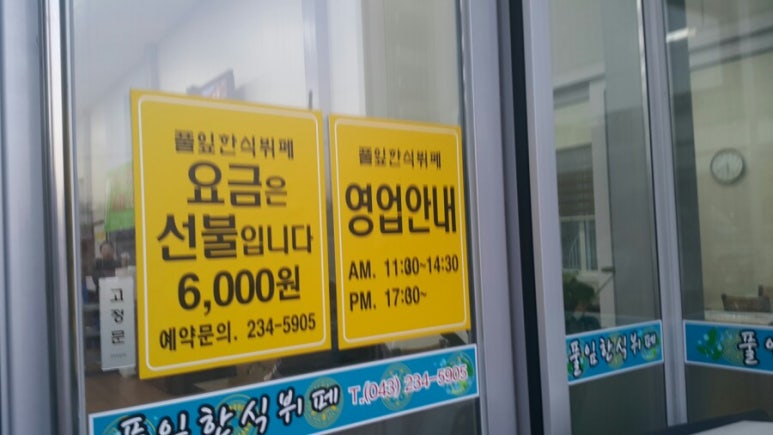 풀잎한식뷔페
요금은
선불입니다
6,000원
예약문의. 234-5905
풀잎한식뷔페
영업안내
AM. 11:30~14:30
PM. 17:30~
고정문
풀잎한식뷔페 T.(043) 234-5905
풀잎한식뷔페
풀잎